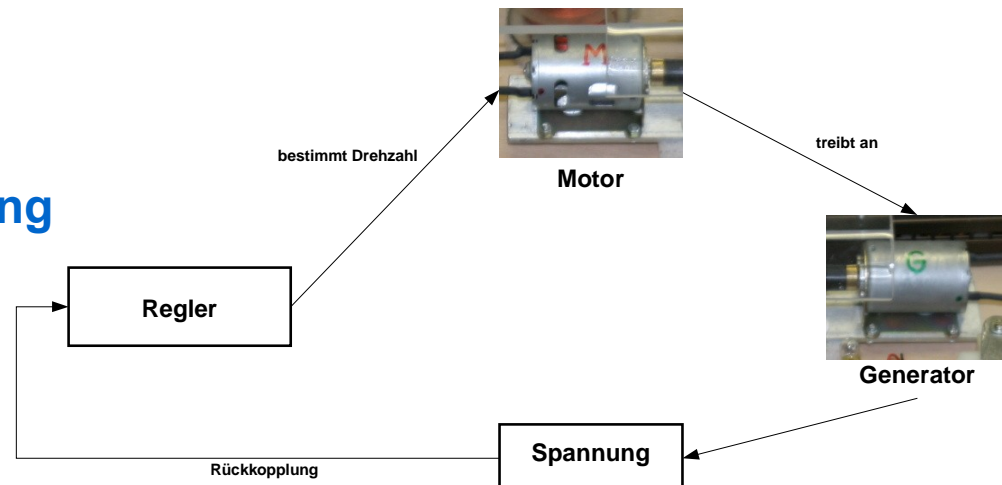 M
bestimmt Drehzahl
treibt an
Motor
ng
G
Regler
Generator
Spannung
Rückkopplung